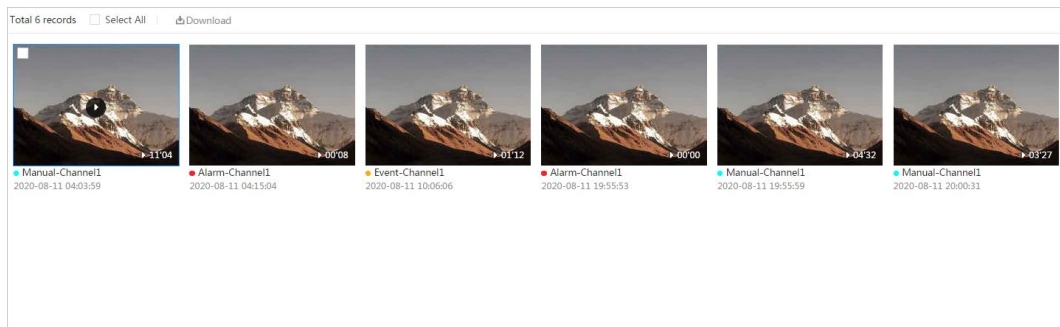 Total 6 records Select All Download
11'04 00'08 01'12 00'00 04'32 03'27
Manual-Channel1 Alarm-Channel1 Event-Channel1 Alarm-Channel1 Manual-Channel1 Manual-Channel1
2020-08-11 04:03:59 2020-08-11 04:15:04 2020-08-11 10:06:06 2020-08-11 19:55:53 2020-08-11 19:55:59 2020-08-11 20:00:31